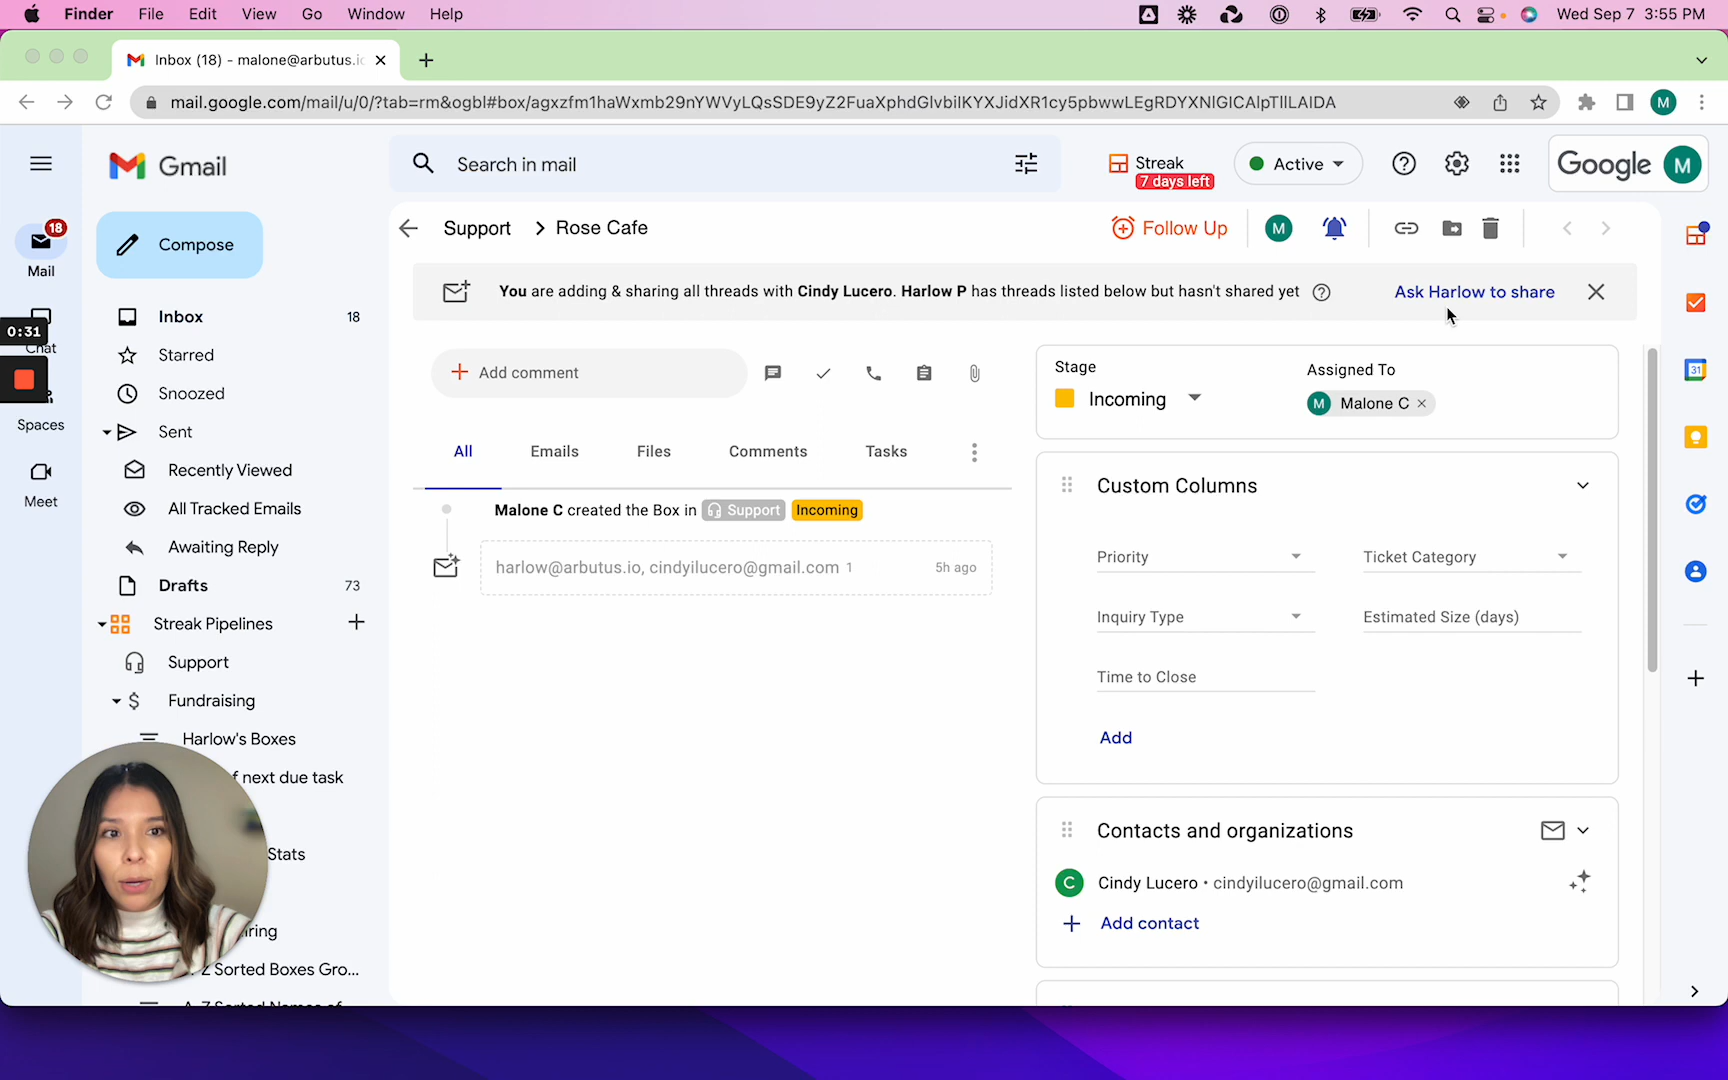 Finder File Edit View Go Window Help
Wed Sep 7 3:55 PM
Inbox (18) - malone@arbutus.io
mail.google.com/mail/u/0/?tab=rm&ogbl#box/agxzfm1haWxmb29nYWVyLQsSDE9yZ2FuaXphdGlvbiIKYXJidXR1cy5pbwwLEgRDYXNlGICAlpTlILAIDA
M
Gmail
Search in mail
Streak
7 days left
Active
Google M
18
Mail
Chat
Spaces
Meet
0:31
Compose
Inbox 18
Starred
Snoozed
Sent
Recently Viewed
All Tracked Emails
Awaiting Reply
Drafts 73
Streak Pipelines
Support
Fundraising
Harlow's Boxes
f next due task
Stats
iring
Z Sorted Boxes Gro...
Support > Rose Cafe
Follow Up
M
You are adding & sharing all threads with Cindy Lucero. Harlow P has threads listed below but hasn't shared yet
Ask Harlow to share
Add comment
All Emails Files Comments Tasks
Malone C created the Box in Support Incoming
harlow@arbutus.io, cindyilucero@gmail.com 1 5h ago
Stage
Incoming
Assigned To
M Malone C
Custom Columns
Priority
Ticket Category
Inquiry Type
Estimated Size (days)
Time to Close
Add
Contacts and organizations
C Cindy Lucero • cindyilucero@gmail.com
Add contact
31